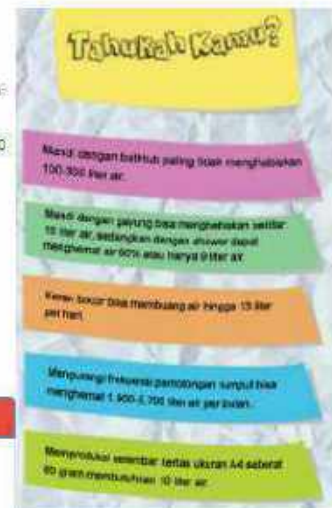 Tahukah Kamu?
Mandi dengan bathtub paling tidak menghabiskan
100-300 liter air.
Mandi dengan gayung bisa menghabiskan sekitar
15 liter air, sedangkan dengan shower dapat
menghemat air 60% atau hanya 9 liter air.
Keran bocor bisa membuang air hingga 13 liter
per hari.
Mengurangi frekuensi pemotongan rumput bisa
menghemat 1.900-5.700 liter air per bulan.
Memproduksi selembar kertas ukuran A4 seberat
80 gram membutuhkan 10 liter air.